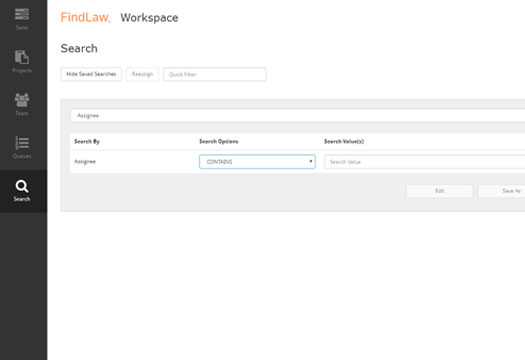 FindLaw. Workspace
Tasks
Search
Projects
Hide Saved Searches Reassign Quick Filter
Team
Assignee
Queues
Search By Search Options Search Value(s)
Assignee CONTAINS Search Value
Search
Edit Save As